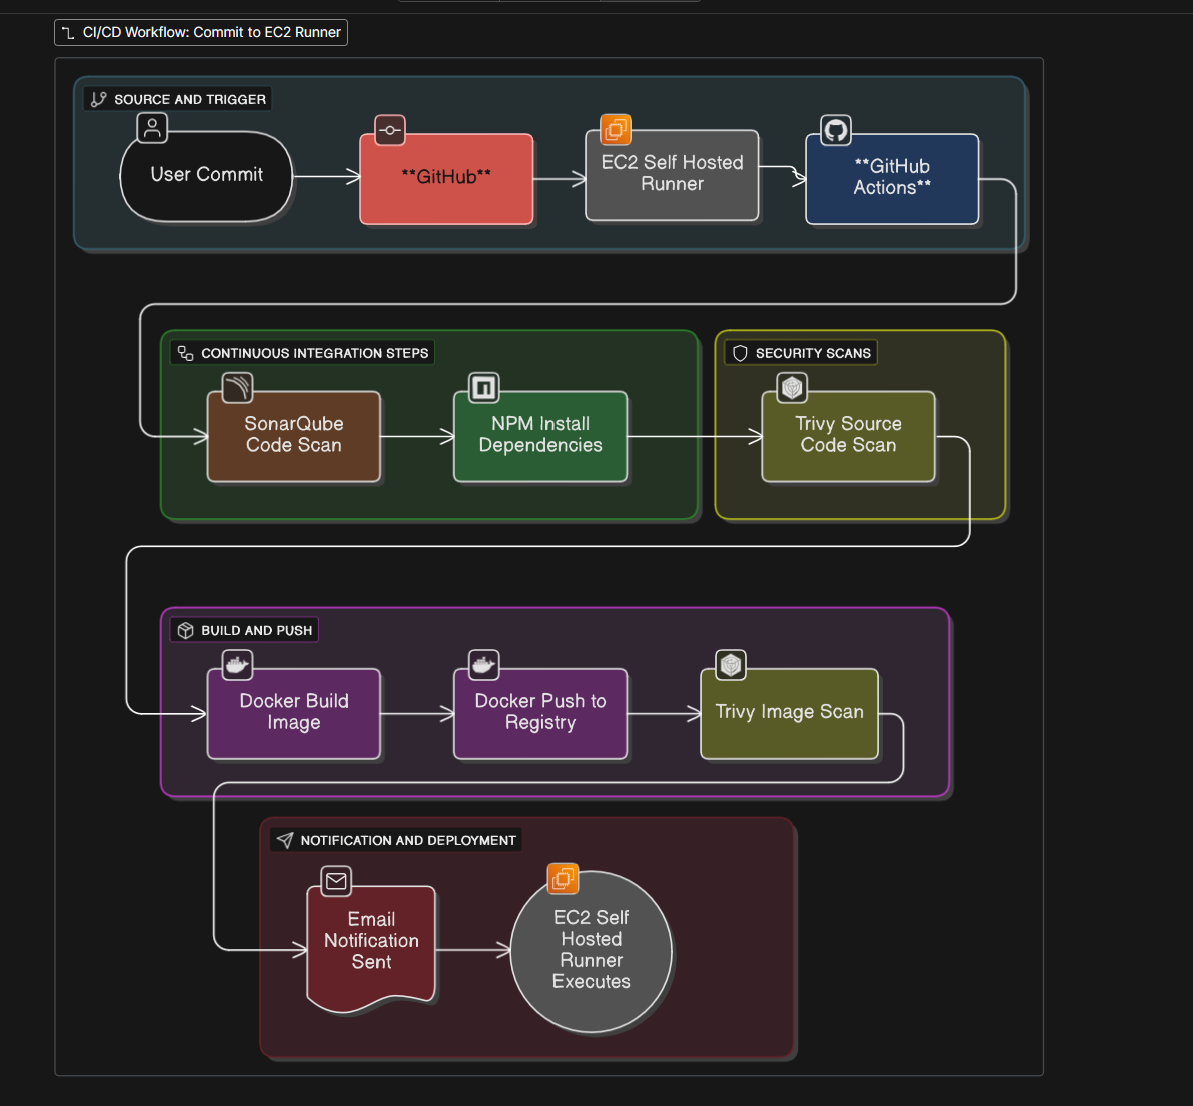 CI/CD Workflow: Commit to EC2 Runner
SOURCE AND TRIGGER
User Commit
**GitHub**
EC2 Self Hosted
Runner
**GitHub
Actions**
CONTINUOUS INTEGRATION STEPS
SonarQube
Code Scan
NPM Install
Dependencies
SECURITY SCANS
Trivy Source
Code Scan
BUILD AND PUSH
Docker Build
Image
Docker Push to
Registry
Trivy Image Scan
NOTIFICATION AND DEPLOYMENT
Email
Notification
Sent
EC2 Self
Hosted
Runner
Executes